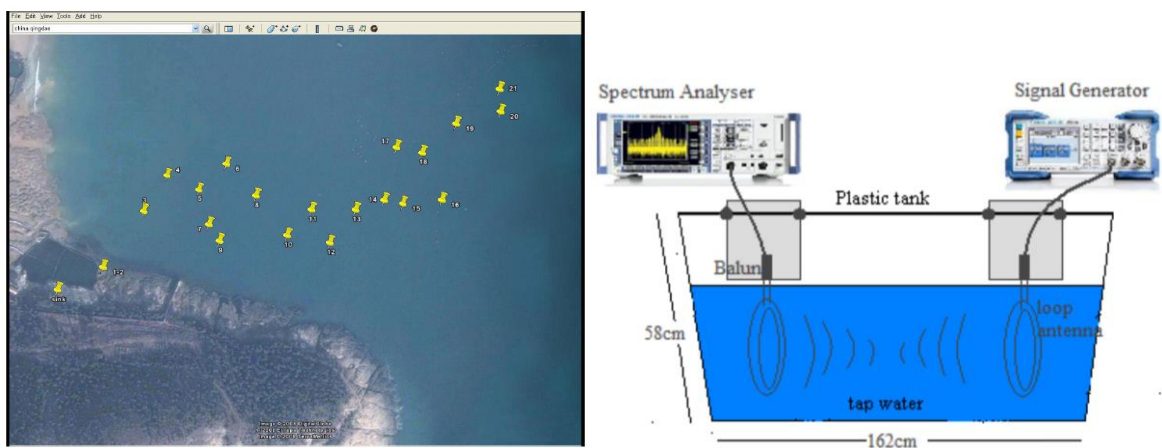 File Edit View Tools Add Help
china qingdao
21
20
19
17
18
6
4
5
8
3
14
15
16
11
13
7
9
10
12
1-2
sink
Spectrum Analyser
Signal Generator
Plastic tank
Balun
loop
antenna
58cm
tap water
162cm